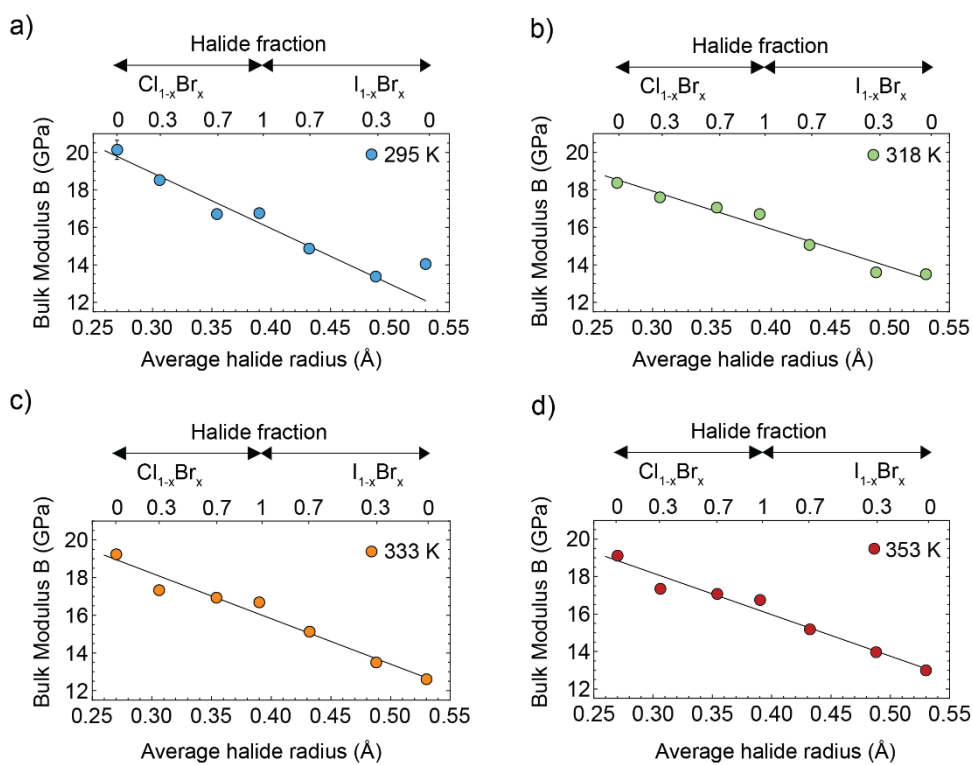 a)
Halide fraction
Cl1-xBrx I1-xBrx
0 0.3 0.7 1 0.7 0.3 0
Bulk Modulus B (GPa)
20
18
16
14
12
295 K
0.25 0.30 0.35 0.40 0.45 0.50 0.55
Average halide radius (Å)
b)
Halide fraction
Cl1-xBrx I1-xBrx
0 0.3 0.7 1 0.7 0.3 0
Bulk Modulus B (GPa)
20
18
16
14
12
318 K
0.25 0.30 0.35 0.40 0.45 0.50 0.55
Average halide radius (Å)
c)
Halide fraction
Cl1-xBrx I1-xBrx
0 0.3 0.7 1 0.7 0.3 0
Bulk Modulus B (GPa)
20
18
16
14
12
333 K
0.25 0.30 0.35 0.40 0.45 0.50 0.55
Average halide radius (Å)
d)
Halide fraction
Cl1-xBrx I1-xBrx
0 0.3 0.7 1 0.7 0.3 0
Bulk Modulus B (GPa)
20
18
16
14
12
353 K
0.25 0.30 0.35 0.40 0.45 0.50 0.55
Average halide radius (Å)